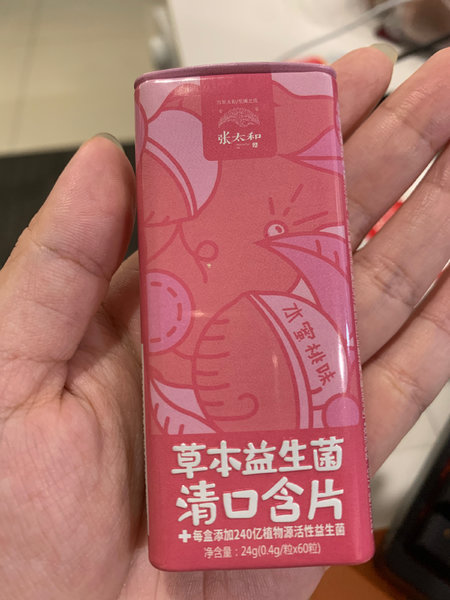 张太和
水蜜桃味
草本益生菌
清口含片
+每盒添加240亿植物源活性益生菌
净含量：24g(0.4g/粒x60粒)